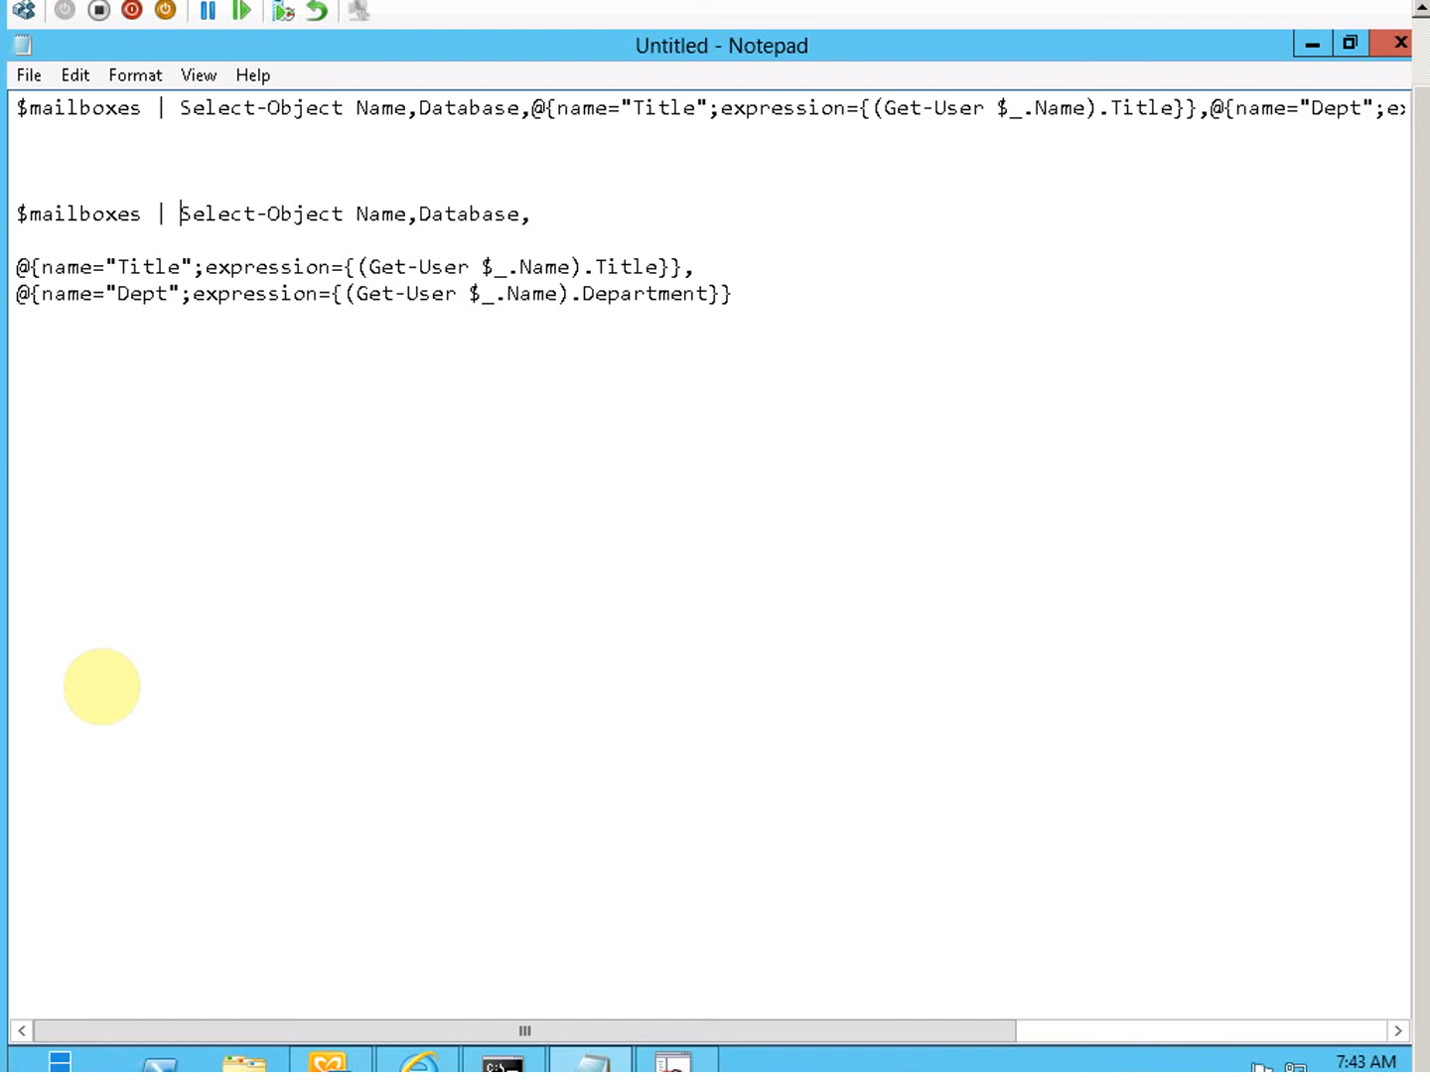 Untitled - Notepad
File Edit Format View Help
$mailboxes | Select-Object Name,Database,@{name="Title";expression={(Get-User $_.Name).Title}},@{name="Dept";ex
$mailboxes | Select-Object Name,Database,
@{name="Title";expression={(Get-User $_.Name).Title}},
@{name="Dept";expression={(Get-User $_.Name).Department}}
7:43 AM